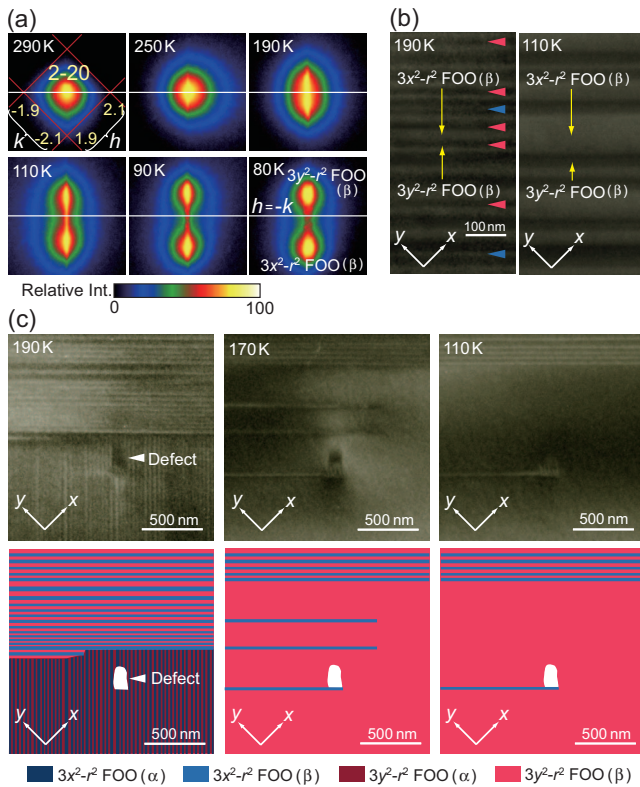 (a)
290 K
2-20
-1.9
2.1
k
-2.1
1.9
h
250 K
190 K
110 K
90 K
80 K
3y²-r² FOO
(β)
h=-k
3x²-r² FOO(β)
Relative Int.
0
100
(b)
190 K
3x²-r² FOO(β)
3y²-r² FOO(β)
100 nm
y
x
110 K
3x²-r² FOO(β)
3y²-r² FOO(β)
y
x
(c)
190 K
Defect
y
x
500 nm
170 K
y
x
500 nm
110 K
y
x
500 nm
Defect
y
x
500 nm
y
x
500 nm
y
x
500 nm
3x²-r² FOO(α)
3x²-r² FOO(β)
3y²-r² FOO(α)
3y²-r² FOO(β)